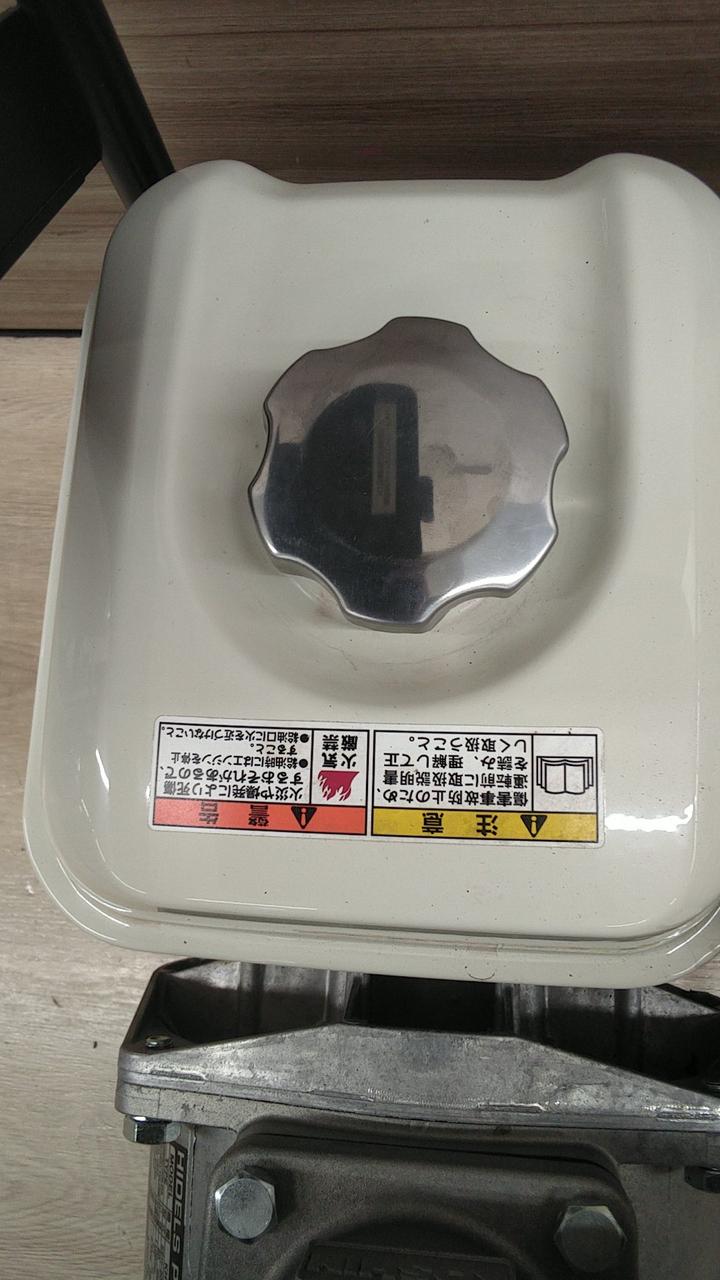 注意
傷害事故防止のため、
運転前に取扱説明書
を読み、理解して正
しく取扱うこと。
警告
火災や爆発により死傷
するおそれがあるので、
●給油時にはエンジンを停止
すること。
●給油口に火を近づけないこと。
火気
厳禁
HIDELS P
MODEL